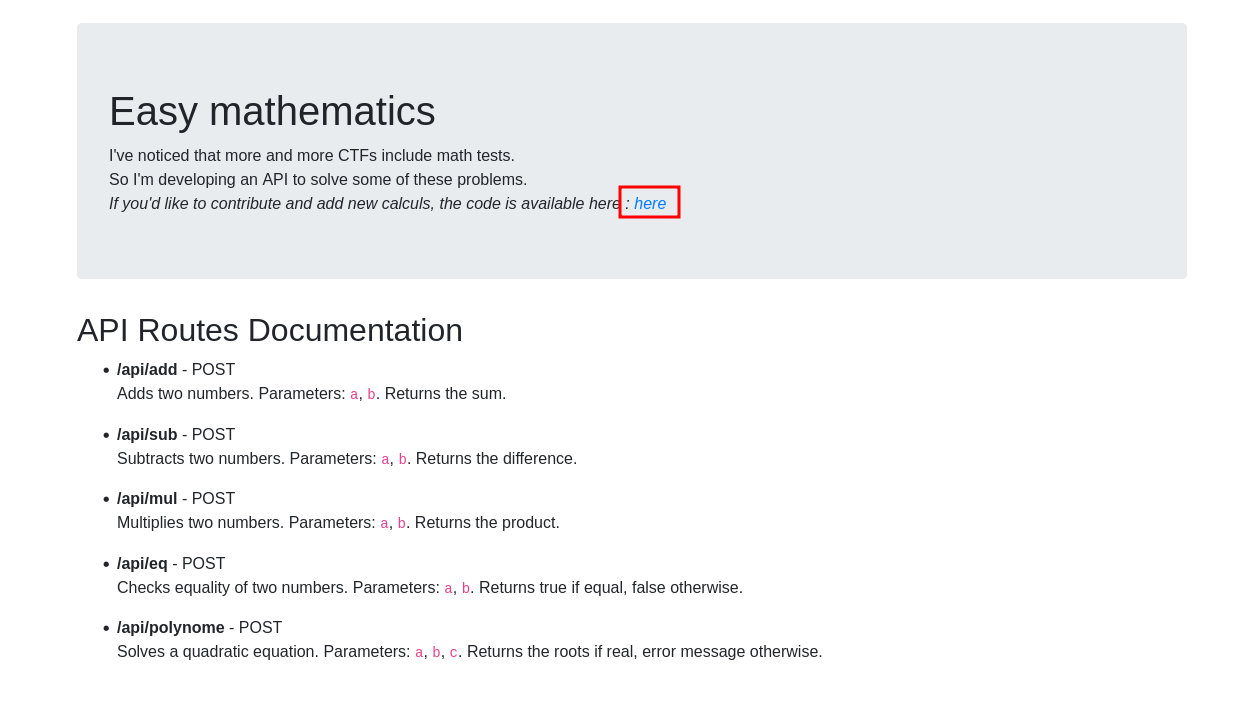 Easy mathematics
I've noticed that more and more CTFs include math tests.
So I'm developing an API to solve some of these problems.
If you'd like to contribute and add new calculs, the code is available here : here
API Routes Documentation
• /api/add - POST
Adds two numbers. Parameters: a, b. Returns the sum.
• /api/sub - POST
Subtracts two numbers. Parameters: a, b. Returns the difference.
• /api/mul - POST
Multiplies two numbers. Parameters: a, b. Returns the product.
• /api/eq - POST
Checks equality of two numbers. Parameters: a, b. Returns true if equal, false otherwise.
• /api/polynome - POST
Solves a quadratic equation. Parameters: a, b, c. Returns the roots if real, error message otherwise.